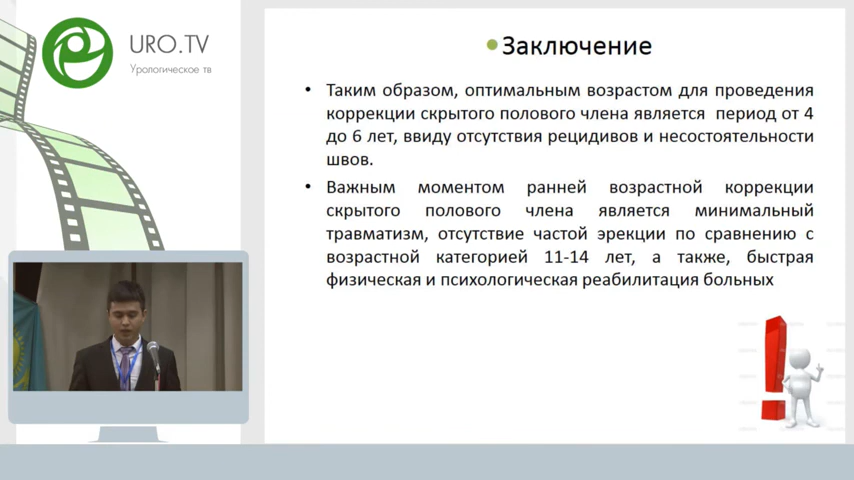 URO.TV
Урологическое тв
Заключение
• Таким образом, оптимальным возрастом для проведения
коррекции скрытого полового члена является период от 4
до 6 лет, ввиду отсутствия рецидивов и несостоятельности
швов.
• Важным моментом ранней возрастной коррекции
скрытого полового члена является минимальный
травматизм, отсутствие частой эрекции по сравнению с
возрастной категорией 11-14 лет, а также, быстрая
физическая и психологическая реабилитация больных